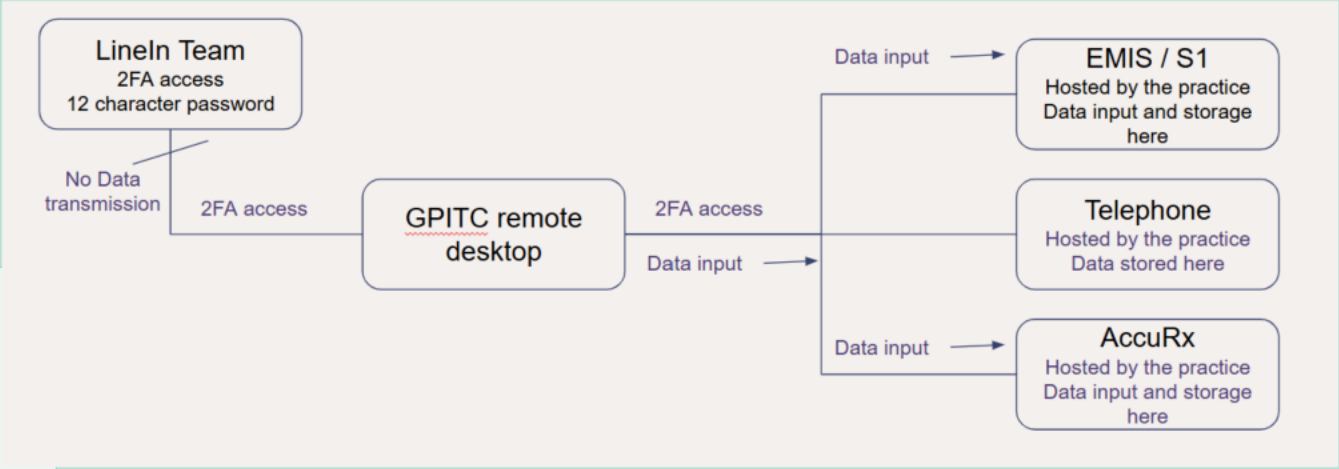 LineIn Team
2FA access
12 character password
No Data
transmission
2FA access
GPITC remote
desktop
2FA access
Data input
Data input
EMIS / S1
Hosted by the practice
Data input and storage
here
Telephone
Hosted by the practice
Data stored here
Data input
AccuRx
Hosted by the practice
Data input and storage
here